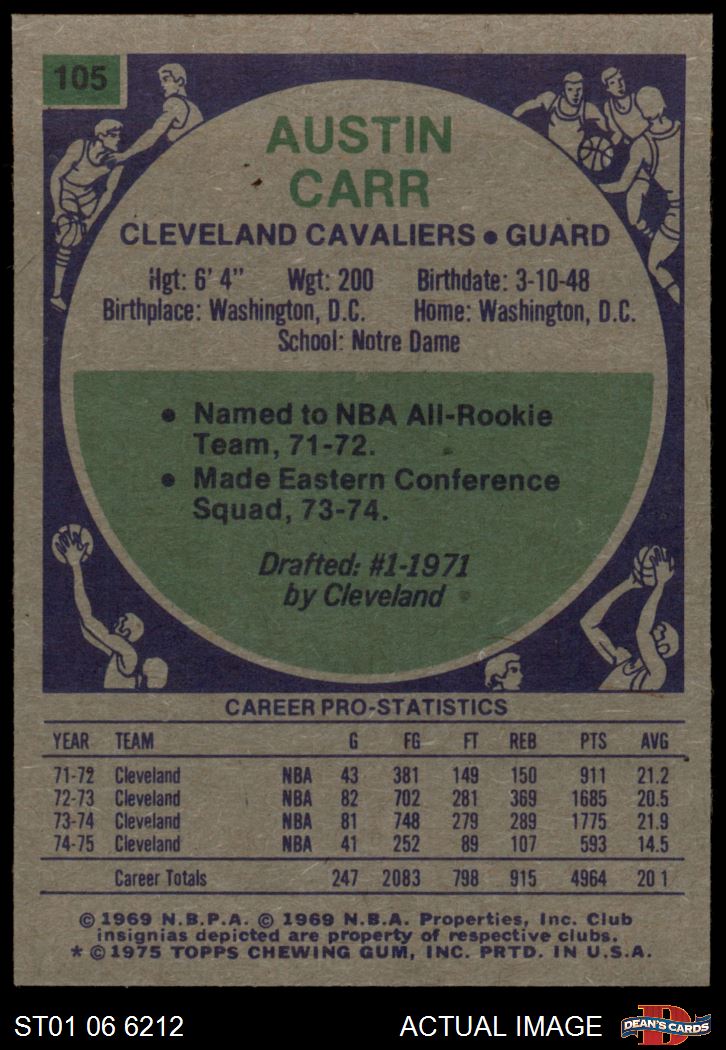 105
AUSTIN
CARR
CLEVELAND CAVALIERS • GUARD
Hgt: 6' 4" Wgt: 200 Birthdate: 3-10-48
Birthplace: Washington, D.C. Home: Washington, D.C.
School: Notre Dame
• Named to NBA All-Rookie
Team, 71-72.
• Made Eastern Conference
Squad, 73-74.
Drafted: #1-1971
by Cleveland
CAREER PRO-STATISTICS
YEAR TEAM G FG FT REB PTS AVG
71-72 Cleveland NBA 43 381 149 150 911 21.2
72-73 Cleveland NBA 82 702 281 369 1685 20.5
73-74 Cleveland NBA 81 748 279 289 1775 21.9
74-75 Cleveland NBA 41 252 89 107 593 14.5
Career Totals 247 2083 798 915 4964 20 1
© 1969 N.B.P.A. © 1969 N.B.A. Properties, Inc. Club
insignias depicted are property of respective clubs.
* © 1975 TOPPS CHEWING GUM, INC. PRTD. IN U.S.A.
ST01 06 6212 ACTUAL IMAGE DEAN'S CARDS